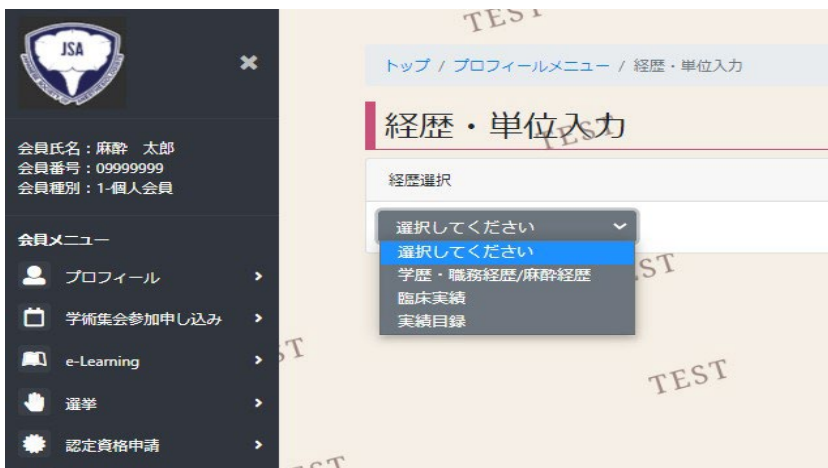 JSA
会員氏名：麻酔　太郎
会員番号：09999999
会員種別：1-個人会員
会員メニュー
プロフィール
学術集会参加申し込み
e-Learning
選挙
認定資格申請
TEST
トップ / プロフィールメニュー / 経歴・単位入力
経歴・単位入力
TEST
経歴選択
選択してください
選択してください
学歴・職務経歴/麻酔経歴
臨床実績
実績目録
ST
ST
TEST
ST